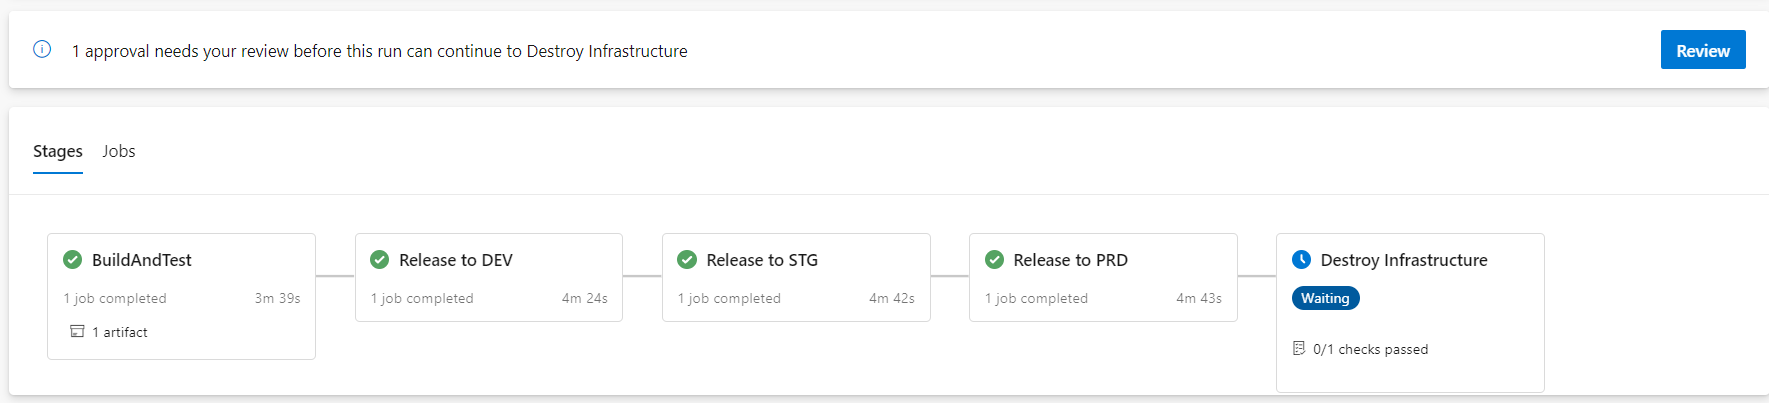 1 approval needs your review before this run can continue to Destroy Infrastructure
Review
Stages Jobs
BuildAndTest
1 job completed 3m 39s
1 artifact
Release to DEV
1 job completed 4m 24s
Release to STG
1 job completed 4m 42s
Release to PRD
1 job completed 4m 43s
Destroy Infrastructure
Waiting
0/1 checks passed